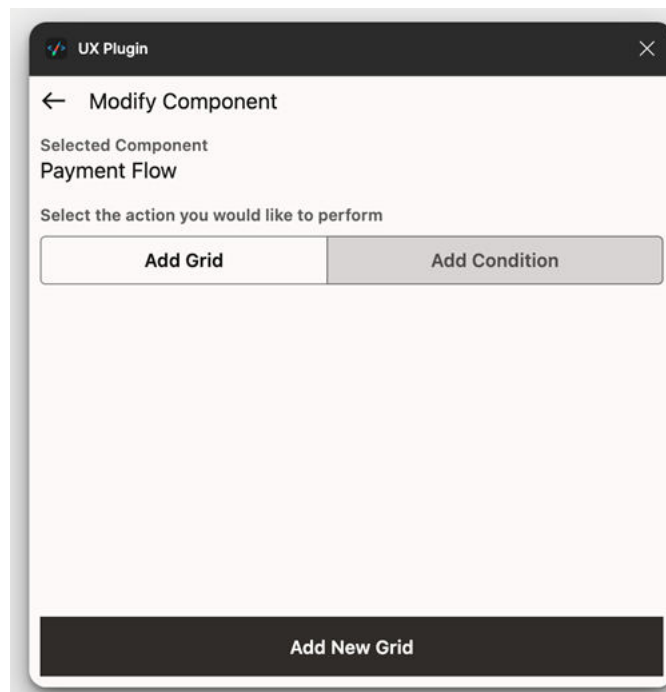 UX Plugin
Modify Component
Selected Component
Payment Flow
Select the action you would like to perform
Add Grid
Add Condition
Add New Grid